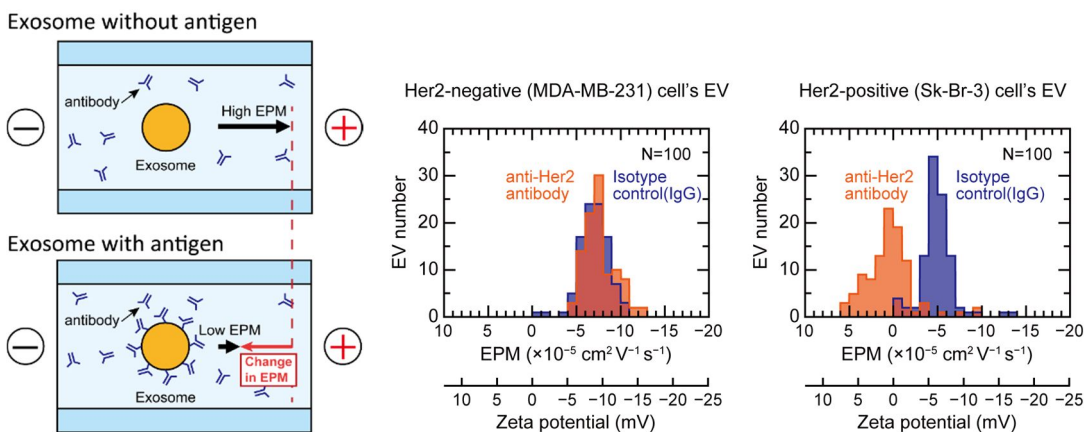 Exosome without antigen
antibody
High EPM
Exosome
−
+
Exosome with antigen
antibody
Low EPM
Change
in EPM
Exosome
−
+
Her2-negative (MDA-MB-231) cell's EV
N=100
anti-Her2
antibody
Isotype
control(IgG)
EV number
40
30
20
10
0
10 5 0 −5 −10 −15 −20
EPM (×10⁻⁵ cm² V⁻¹ s⁻¹)
10 5 0 −5 −10 −15 −20 −25
Zeta potential (mV)
Her2-positive (Sk-Br-3) cell's EV
N=100
anti-Her2
antibody
Isotype
control(IgG)
EV number
40
30
20
10
0
10 5 0 −5 −10 −15 −20
EPM (×10⁻⁵ cm² V⁻¹ s⁻¹)
10 5 0 −5 −10 −15 −20 −25
Zeta potential (mV)